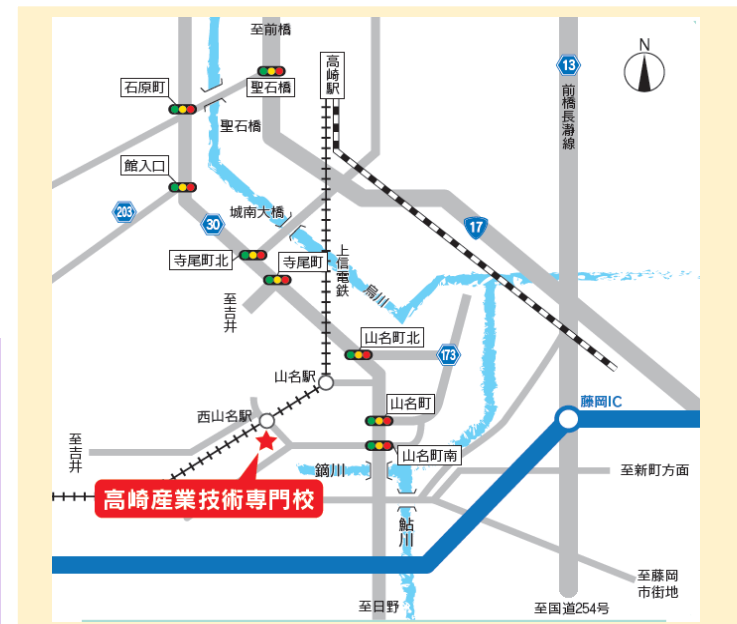 至前橋
N
高崎駅
13
石原町
聖石橋
前橋長瀞線
聖石橋
館入口
203
30
城南大橋
17
寺尾町北
寺尾町
上信電鉄
烏川
至吉井
山名町北
173
山名駅
山名町
藤岡IC
西山名駅
至吉井
山名町南
鏑川
至新町方面
高崎産業技術専門校
鮎川
至藤岡
市街地
至日野
至国道254号